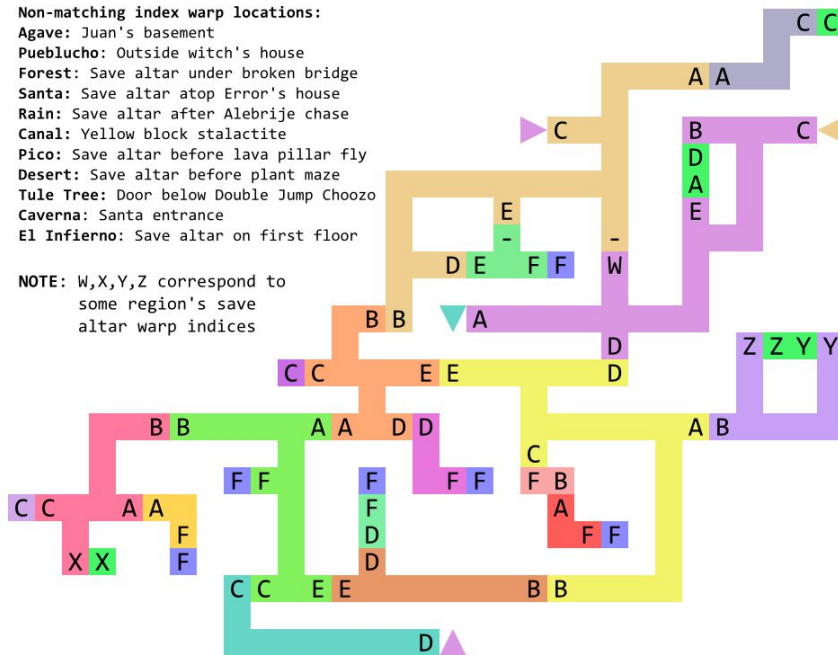 Non-matching index warp locations:
Agave: Juan's basement
Pueblucho: Outside witch's house
Forest: Save altar under broken bridge
Santa: Save altar atop Error's house
Rain: Save altar after Alebrije chase
Canal: Yellow block stalactite
Pico: Save altar before lava pillar fly
Desert: Save altar before plant maze
Tule Tree: Door below Double Jump Choozo
Caverna: Santa entrance
El Infierno: Save altar on first floor
NOTE: W,X,Y,Z correspond to
some region's save
altar warp indices
C C
A A
C B C
D
A
E E
- -
D E F F W
B B A
D Z Z Y Y
C C E E D
B B A A D D A B
C
F F F F F F B
C C A A F A
F D F F
X X F D
C C E E B B
D